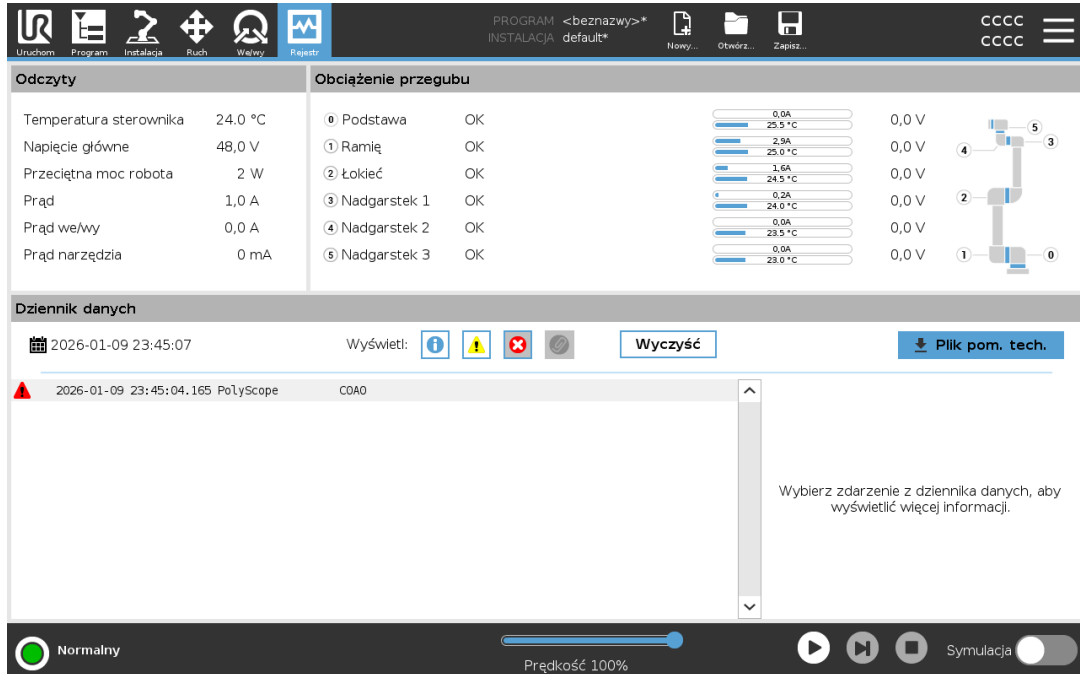 PROGRAM <beznazwy>*
INSTALACJA default*
CCCC
CCCC
Uruchom Program Instalacja Ruch We/wy Rejestr Nowy... Otwórz... Zapisz...
Odczyty
Temperatura sterownika 24.0 °C
Napięcie główne 48,0 V
Przeciętna moc robota 2 W
Prąd 1,0 A
Prąd we/wy 0,0 A
Prąd narzędzia 0 mA
Obciążenie przegubu
0 Podstawa OK 0,0A 25.5 °C 0,0 V
1 Ramię OK 2,9A 25.0 °C 0,0 V
2 Łokieć OK 1,6A 24.5 °C 0,0 V
3 Nadgarstek 1 OK 0,2A 24.0 °C 0,0 V
4 Nadgarstek 2 OK 0,0A 23.5 °C 0,0 V
5 Nadgarstek 3 OK 0,0A 23.0 °C 0,0 V
5
3
4
2
1
0
Dziennik danych
2026-01-09 23:45:07 Wyświetl: Wyczyść Plik pom. tech.
2026-01-09 23:45:04.165 PolyScope C0A0
Wybierz zdarzenie z dziennika danych, aby
wyświetlić więcej informacji.
Normalny
Prędkość 100%
Symulacja